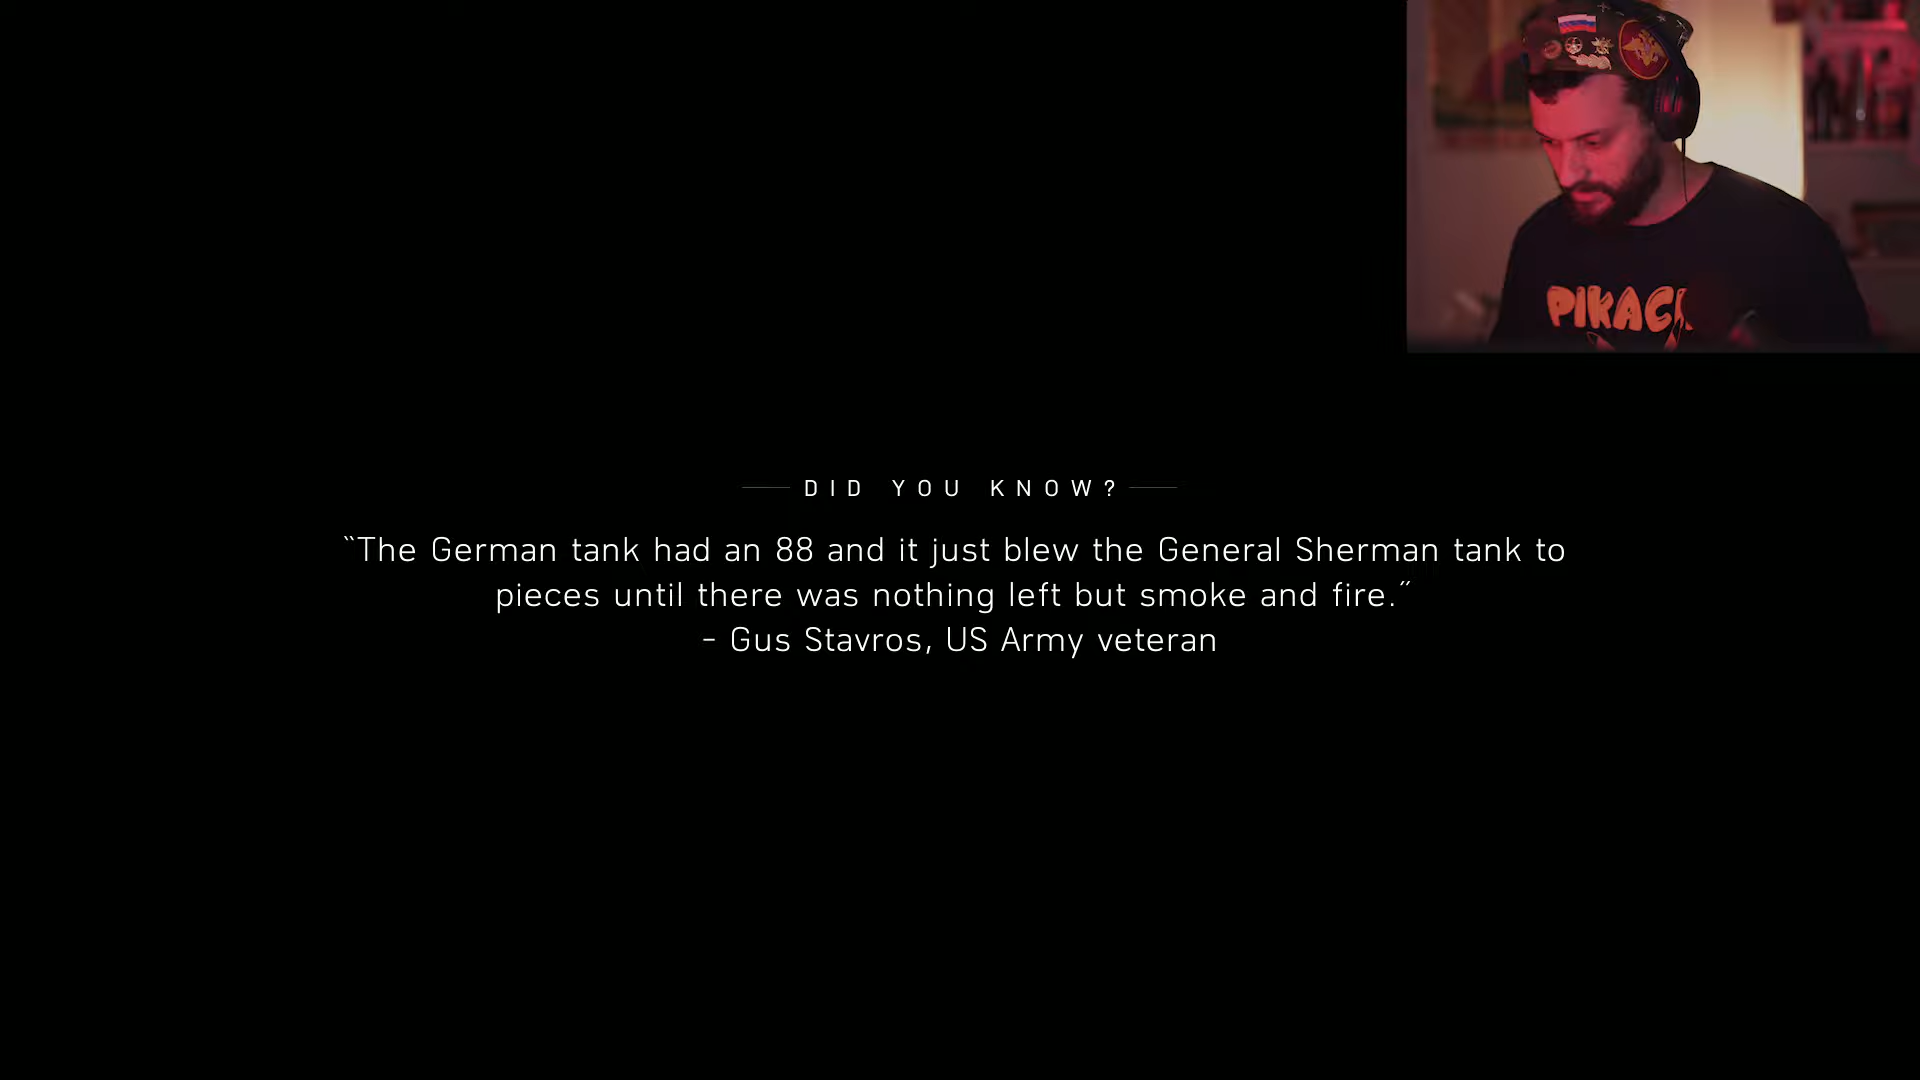 PIKAC
DID YOU KNOW?
“The German tank had an 88 and it just blew the General Sherman tank to
pieces until there was nothing left but smoke and fire.”
- Gus Stavros, US Army veteran